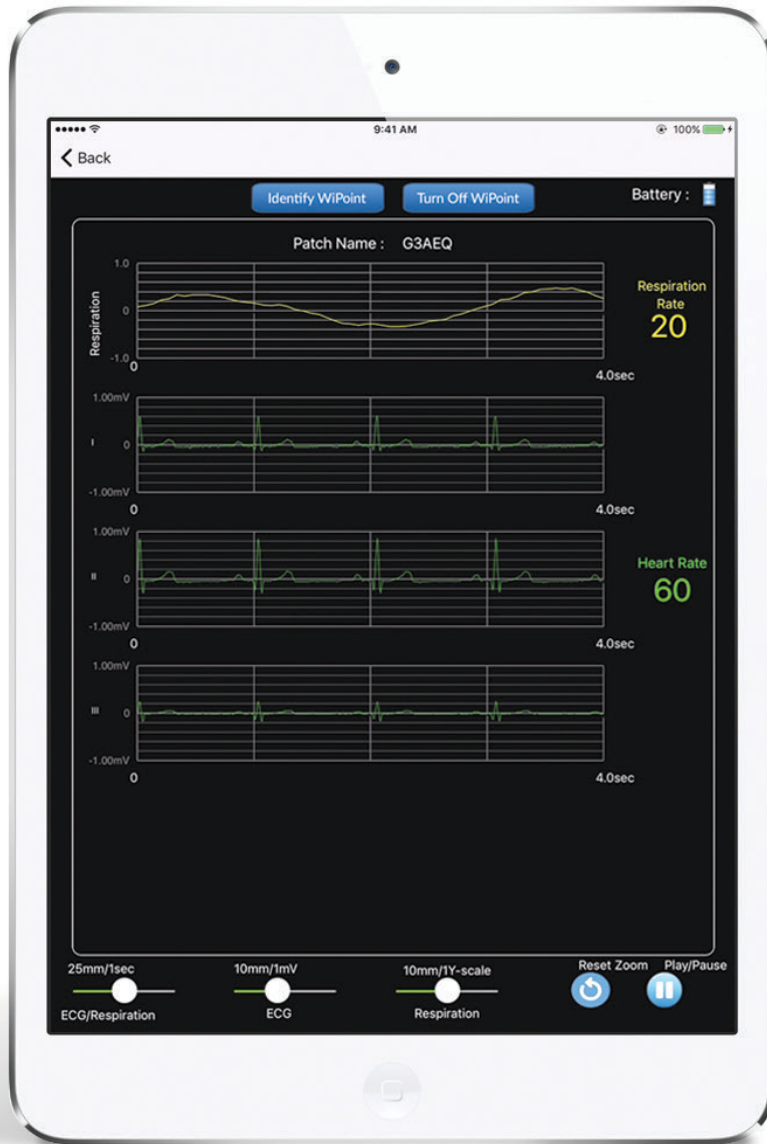 9:41 AM
100%
Back
Identify WiPoint
Turn Off WiPoint
Battery :
Patch Name : G3AEQ
1.0
Respiration
0
-1.0
0
4.0sec
Respiration
Rate
20
1.00mV
I
0
-1.00mV
0
4.0sec
1.00mV
II
0
-1.00mV
0
4.0sec
Heart Rate
60
1.00mV
III
0
-1.00mV
0
4.0sec
25mm/1sec
10mm/1mV
10mm/1Y-scale
Reset Zoom
Play/Pause
ECG/Respiration
ECG
Respiration